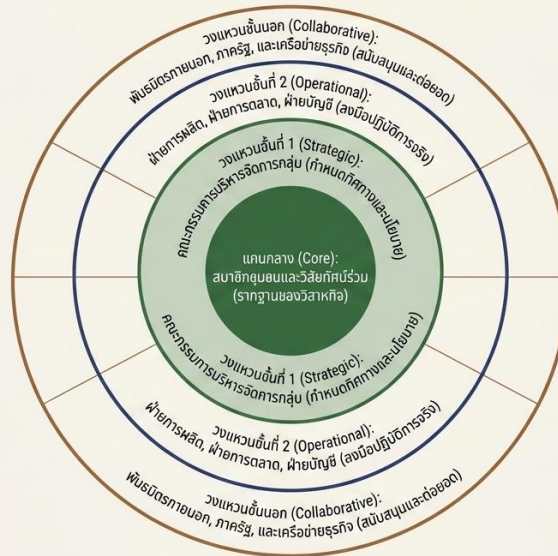 วงแหวนชั้นนอก (Collaborative):
พันธมิตรภายนอก, ภาครัฐ, และเครือข่ายธุรกิจ (สนับสนุนและต่อยอด)
วงแหวนชั้นที่ 2 (Operational):
ฝ่ายการผลิต, ฝ่ายการตลาด, ฝ่ายบัญชี (ลงมือปฏิบัติการจริง)
วงแหวนชั้นที่ 1 (Strategic):
คณะกรรมการบริหารจัดการกลุ่ม (กำหนดทิศทางและนโยบาย)
แกนกลาง (Core):
สมาชิกชุมชนและวิสัยทัศน์ร่วม
(รากฐานของวิสาหกิจ)
วงแหวนชั้นที่ 1 (Strategic):
คณะกรรมการบริหารจัดการกลุ่ม (กำหนดทิศทางและนโยบาย)
วงแหวนชั้นที่ 2 (Operational):
ฝ่ายการผลิต, ฝ่ายการตลาด, ฝ่ายบัญชี (ลงมือปฏิบัติการจริง)
วงแหวนชั้นนอก (Collaborative):
พันธมิตรภายนอก, ภาครัฐ, และเครือข่ายธุรกิจ (สนับสนุนและต่อยอด)